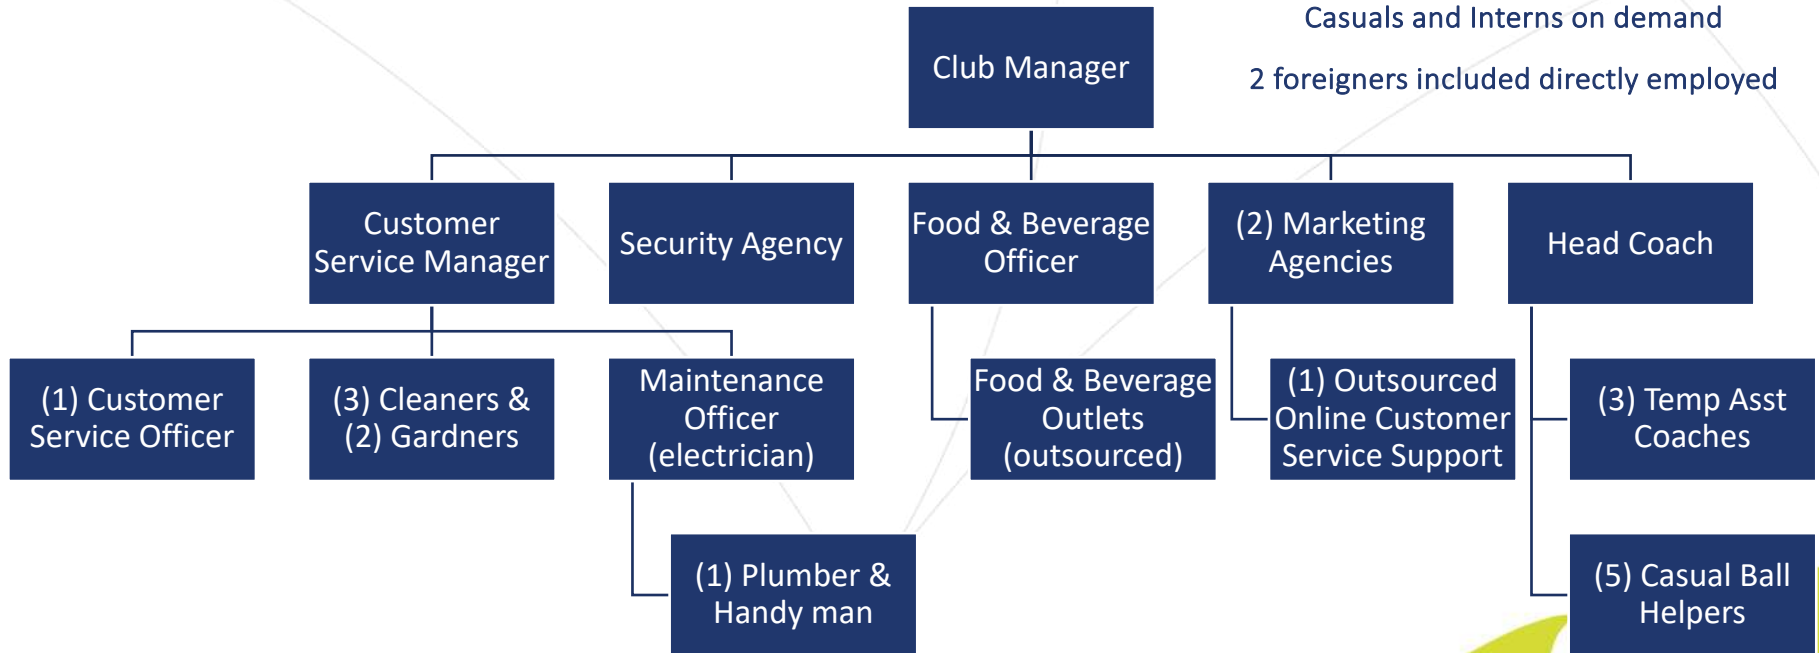 Casuals and Interns on demand
Club Manager
2 foreigners included directly employed
Customer
Service Manager
Security Agency
Food & Beverage
Officer
(2) Marketing
Agencies
Head Coach
(1) Customer
Service Officer
(3) Cleaners &
(2) Gardners
Maintenance
Officer
(electrician)
Food & Beverage
Outlets
(outsourced)
(1) Outsourced
Online Customer
Service Support
(3) Temp Asst
Coaches
(1) Plumber &
Handy man
(5) Casual Ball
Helpers